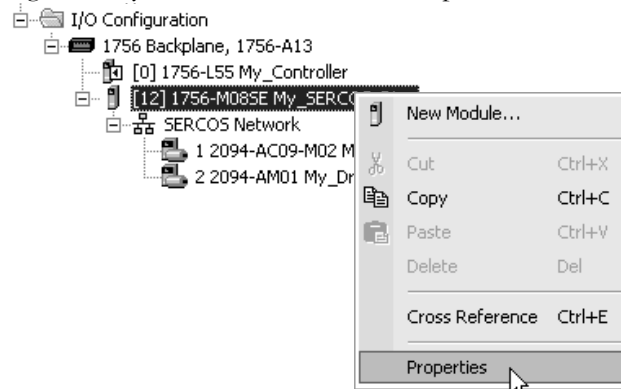 I/O Configuration
1756 Backplane, 1756-A13
[0] 1756-L55 My_Controller
[12] 1756-M08SE My_SERCOS
SERCOS Network
1 2094-AC09-M02 M
2 2094-AM01 My_Dr
New Module...
Cut Ctrl+X
Copy Ctrl+C
Paste Ctrl+V
Delete Del
Cross Reference Ctrl+E
Properties